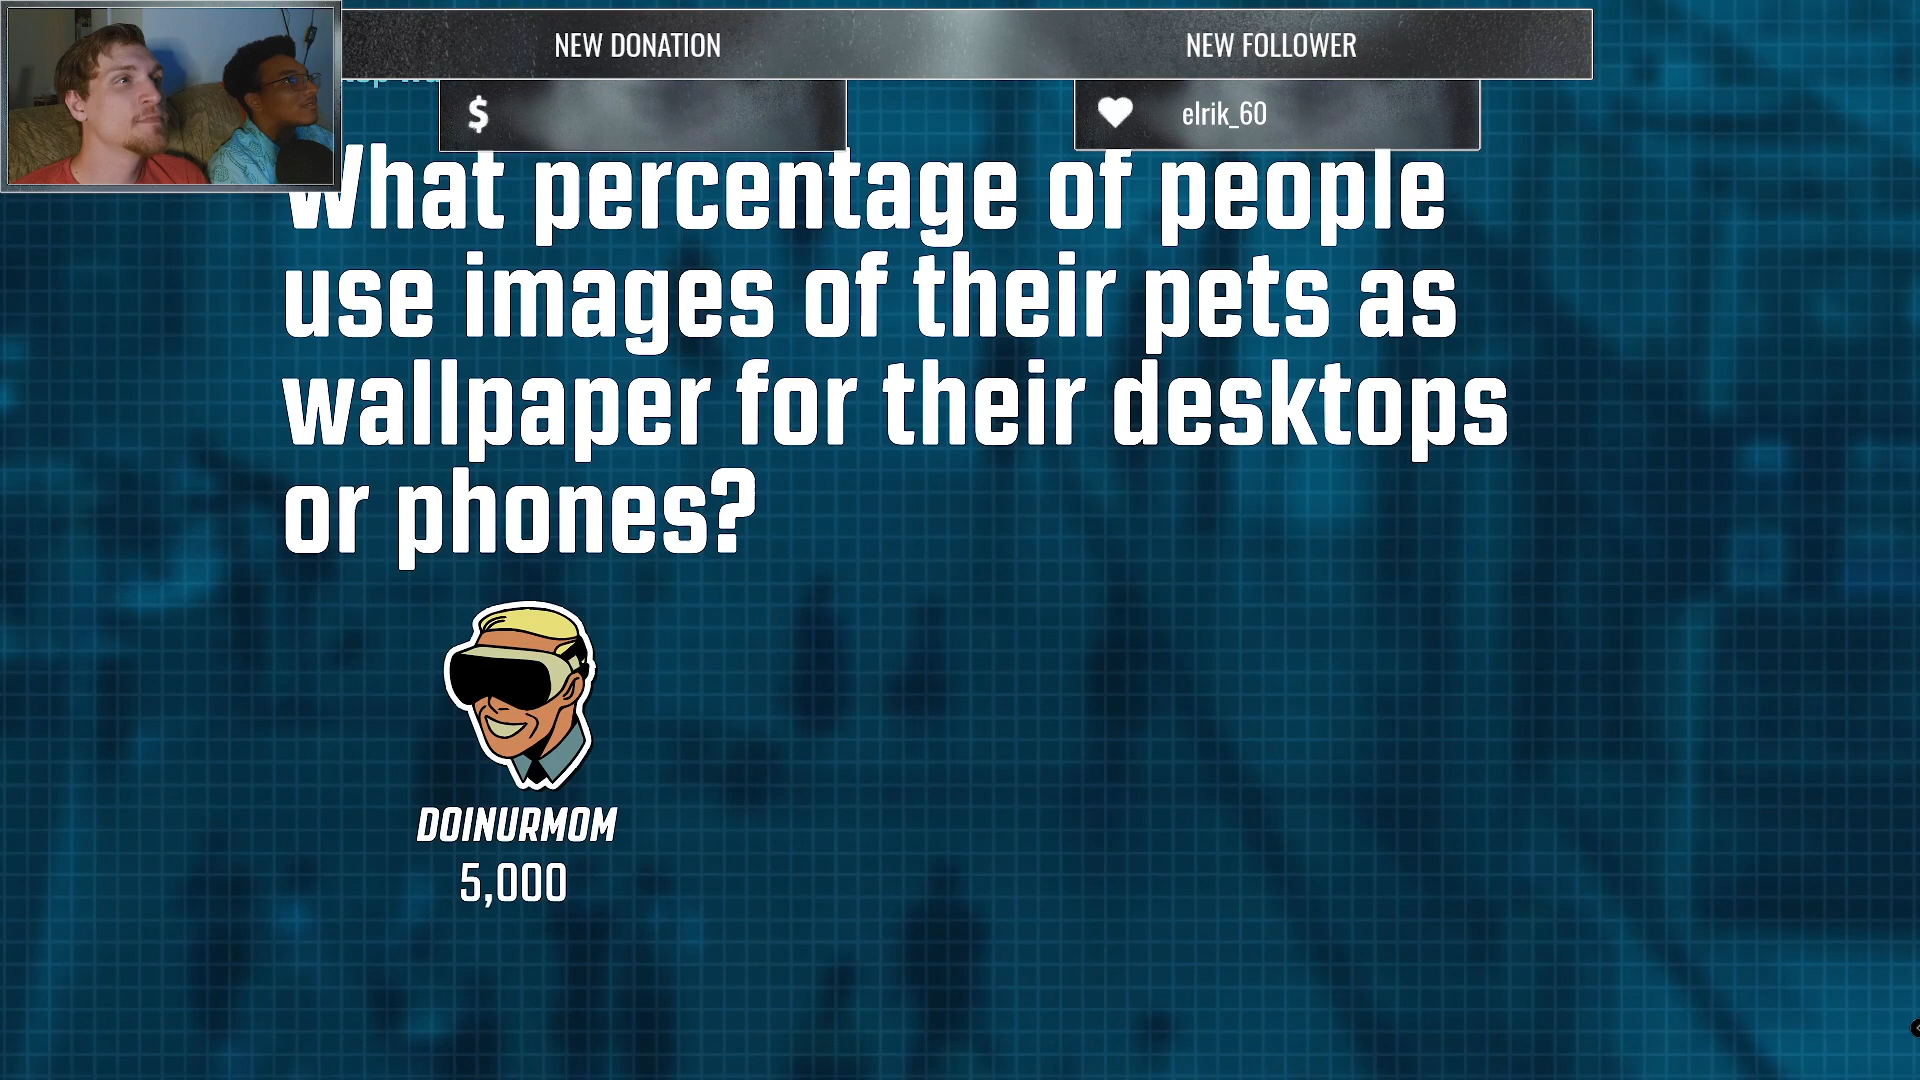 NEW DONATION
NEW FOLLOWER
$
elrik_60
What percentage of people
use images of their pets as
wallpaper for their desktops
or phones?
DOINURMOM
5,000